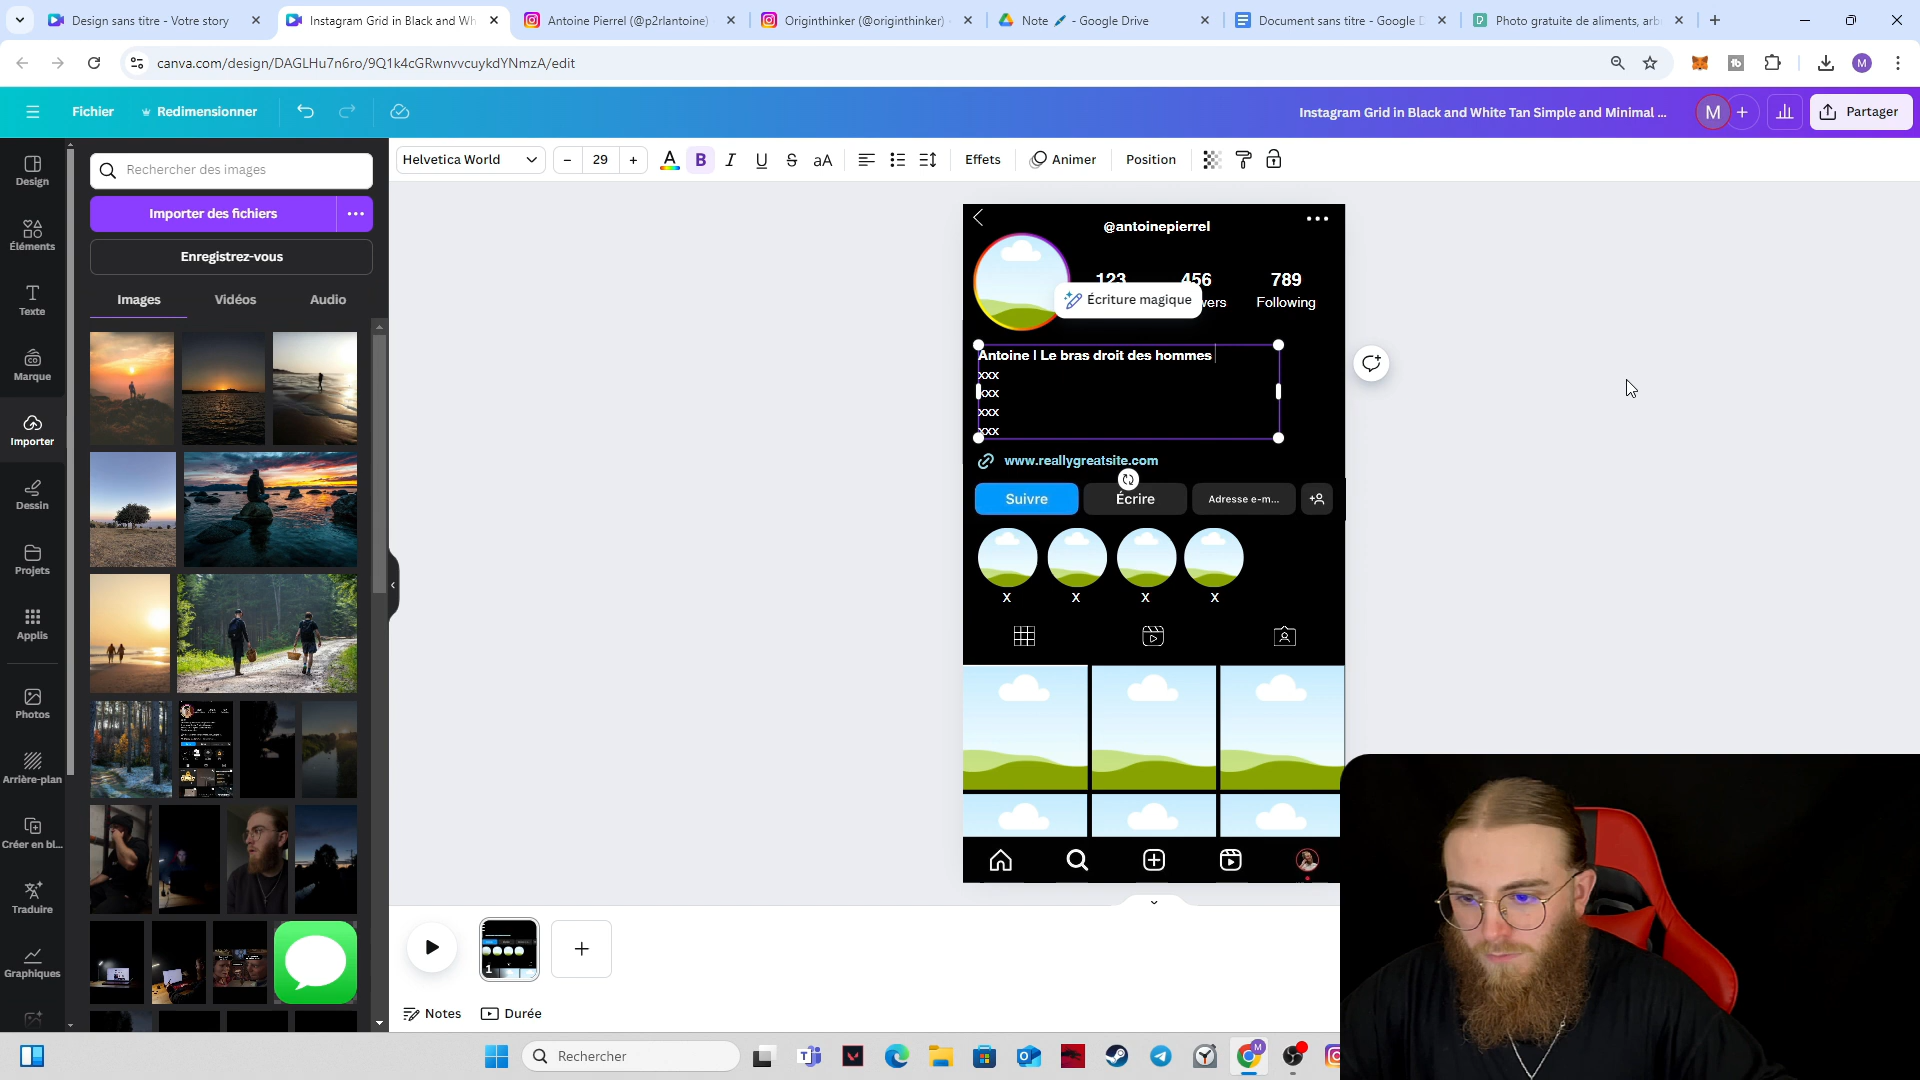 Design sans titre - Votre story
Instagram Grid in Black and Wh
Antoine Pierrel (@p2rlantoine)
Originthinker (@originthinker)
Note 🖋️ - Google Drive
Document sans titre - Google D
Photo gratuite de aliments, arb
canva.com/design/DAGLHu7n6ro/9Q1k4cGRwnvvcuykdYNmzA/edit
M
Fichier
Redimensionner
Instagram Grid in Black and White Tan Simple and Minimal ...
M
Partager
Design
Éléments
Texte
Marque
Importer
Dessin
Projets
Applis
Photos
Arrière-plan
Créer en bl...
Traduire
Graphiques
Rechercher des images
Importer des fichiers
Enregistrez-vous
Images
Vidéos
Audio
Helvetica World
29
Effets
Animer
Position
@antoinepierrel
123
456
789
wers
Following
Écriture magique
Antoine | Le bras droit des hommes
xxx
xxx
xxx
xxx
www.reallygreatsite.com
Suivre
Écrire
Adresse e-m...
X
X
X
X
1
Notes
Durée
Rechercher
M